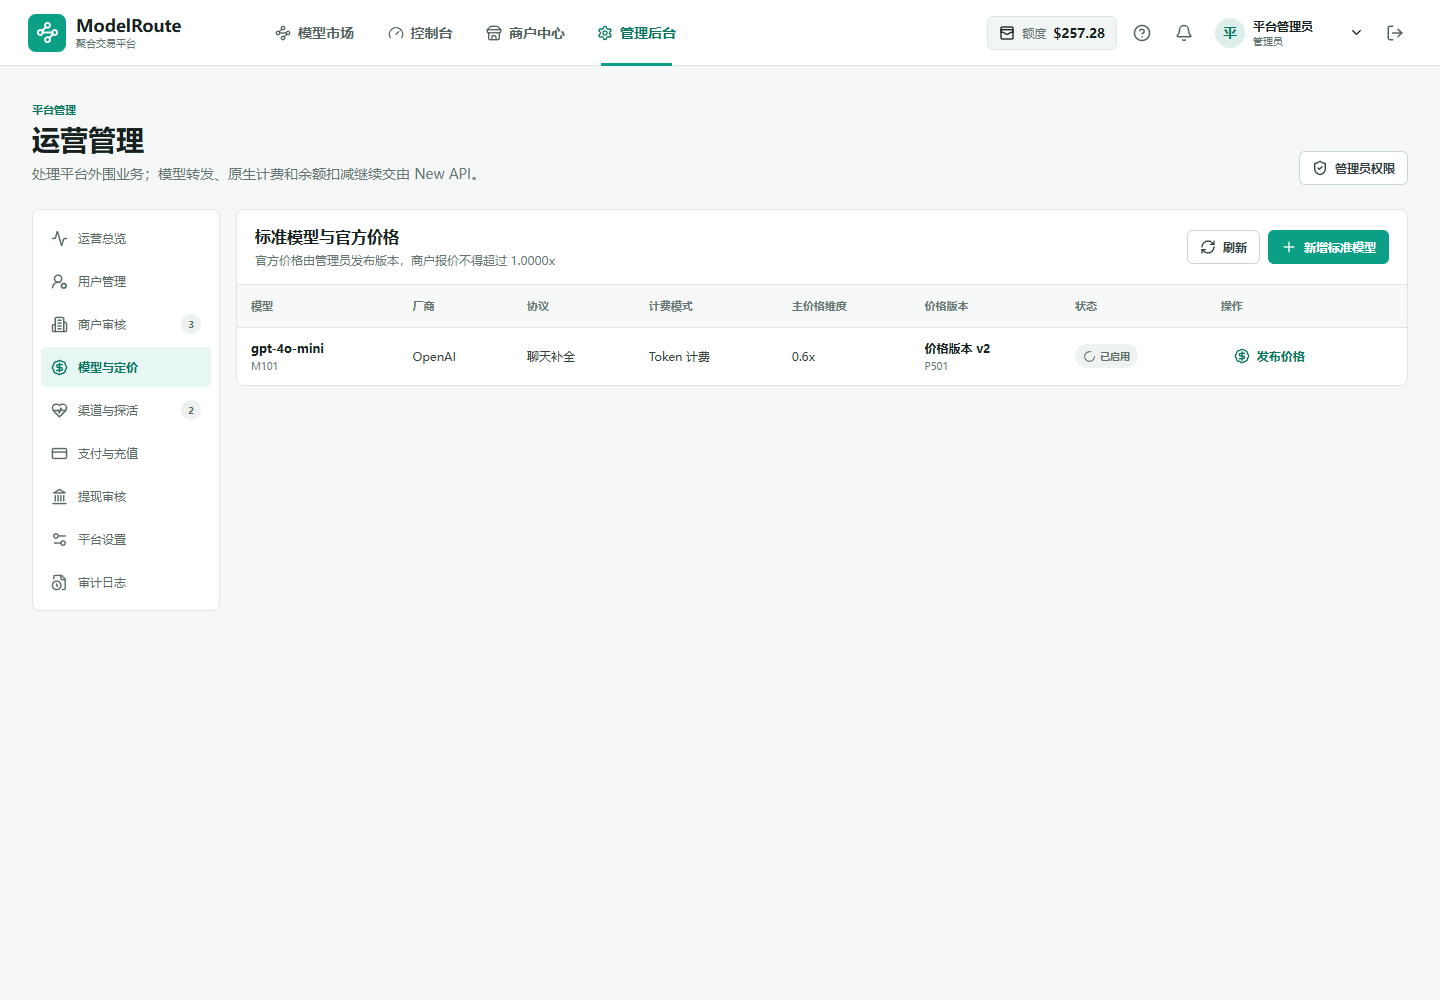 ModelRoute
聚合交易平台
模型市场
控制台
商户中心
管理后台
额度 $257.28
平
平台管理员
管理员
平台管理
运营管理
处理平台外围业务；模型转发、原生计费和余额扣减继续交由 New API。
管理员权限
运营总览
用户管理
商户审核 3
模型与定价
渠道与探活 2
支付与充值
提现审核
平台设置
审计日志
标准模型与官方价格
官方价格由管理员发布版本，商户报价不得超过 1.0000x
刷新
新增标准模型
模型 厂商 协议 计费模式 主价格维度 价格版本 状态 操作
gpt-4o-mini OpenAI 聊天补全 Token 计费 0.6x 价格版本 v2 已启用 发布价格
M101 P501